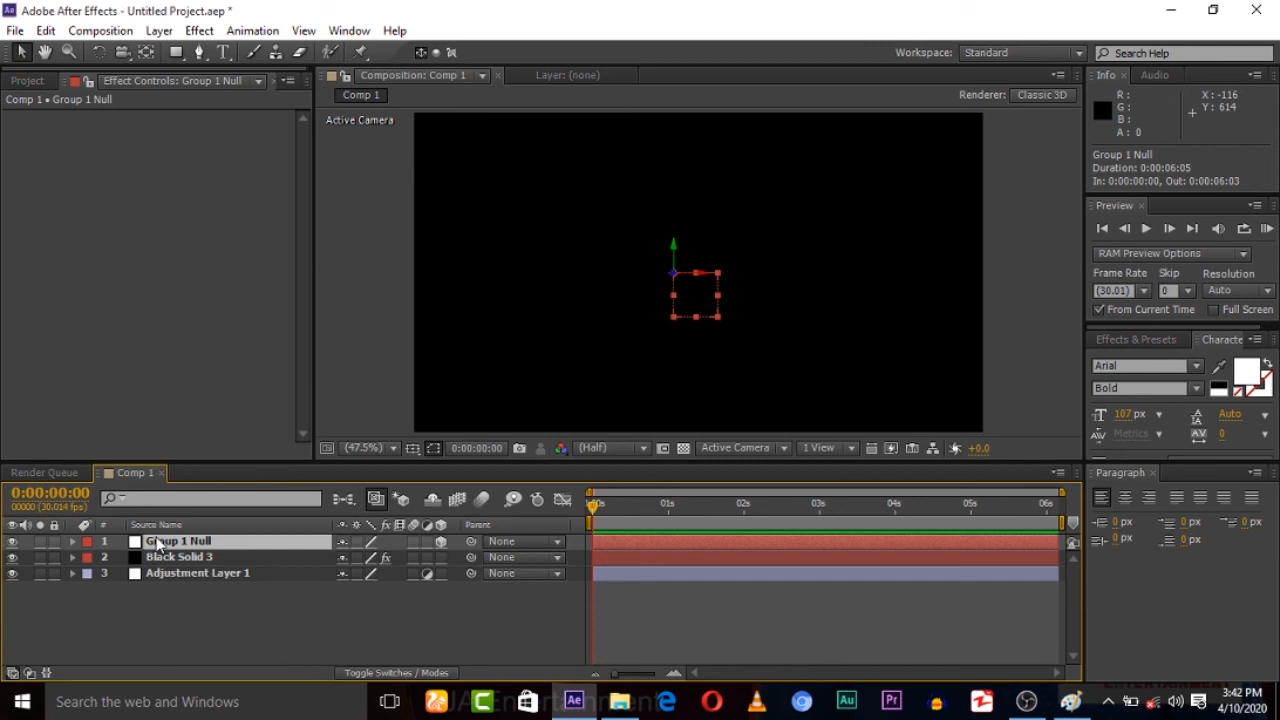 Adobe After Effects - Untitled Project.aep *
File Edit Composition Layer Effect Animation View Window Help
Workspace: Standard Search Help
Project Effect Controls: Group 1 Null Composition: Comp 1 Layer: (none) Info Audio
Comp 1 • Group 1 Null Comp 1 Renderer: Classic 3D
Active Camera
R : X : -116
G : Y : 614
B :
A : 0
Group 1 Null
Duration: 0:00:06:05
In: 0:00:00:00, Out: 0:00:06:03
Preview
RAM Preview Options
Frame Rate Skip Resolution
(30.01) 0 Auto
From Current Time Full Screen
Effects & Presets Characte
Arial
Bold
107 px Auto
Metrics 0
(47.5%) 0:00:00:00 (Half) Active Camera 1 View +0.0
Render Queue Comp 1 Paragraph
0:00:00:00
00000 (30.014 fps)
:00s 01s 02s 03s 04s 05s 06s
# Source Name Parent
1 Group 1 Null None
2 Black Solid 3 fx None
3 Adjustment Layer 1 None
0 px 0 px 0 px
0 px 0 px
Toggle Switches / Modes
Search the web and Windows
JA Entertainment
3:42 PM
4/10/2020